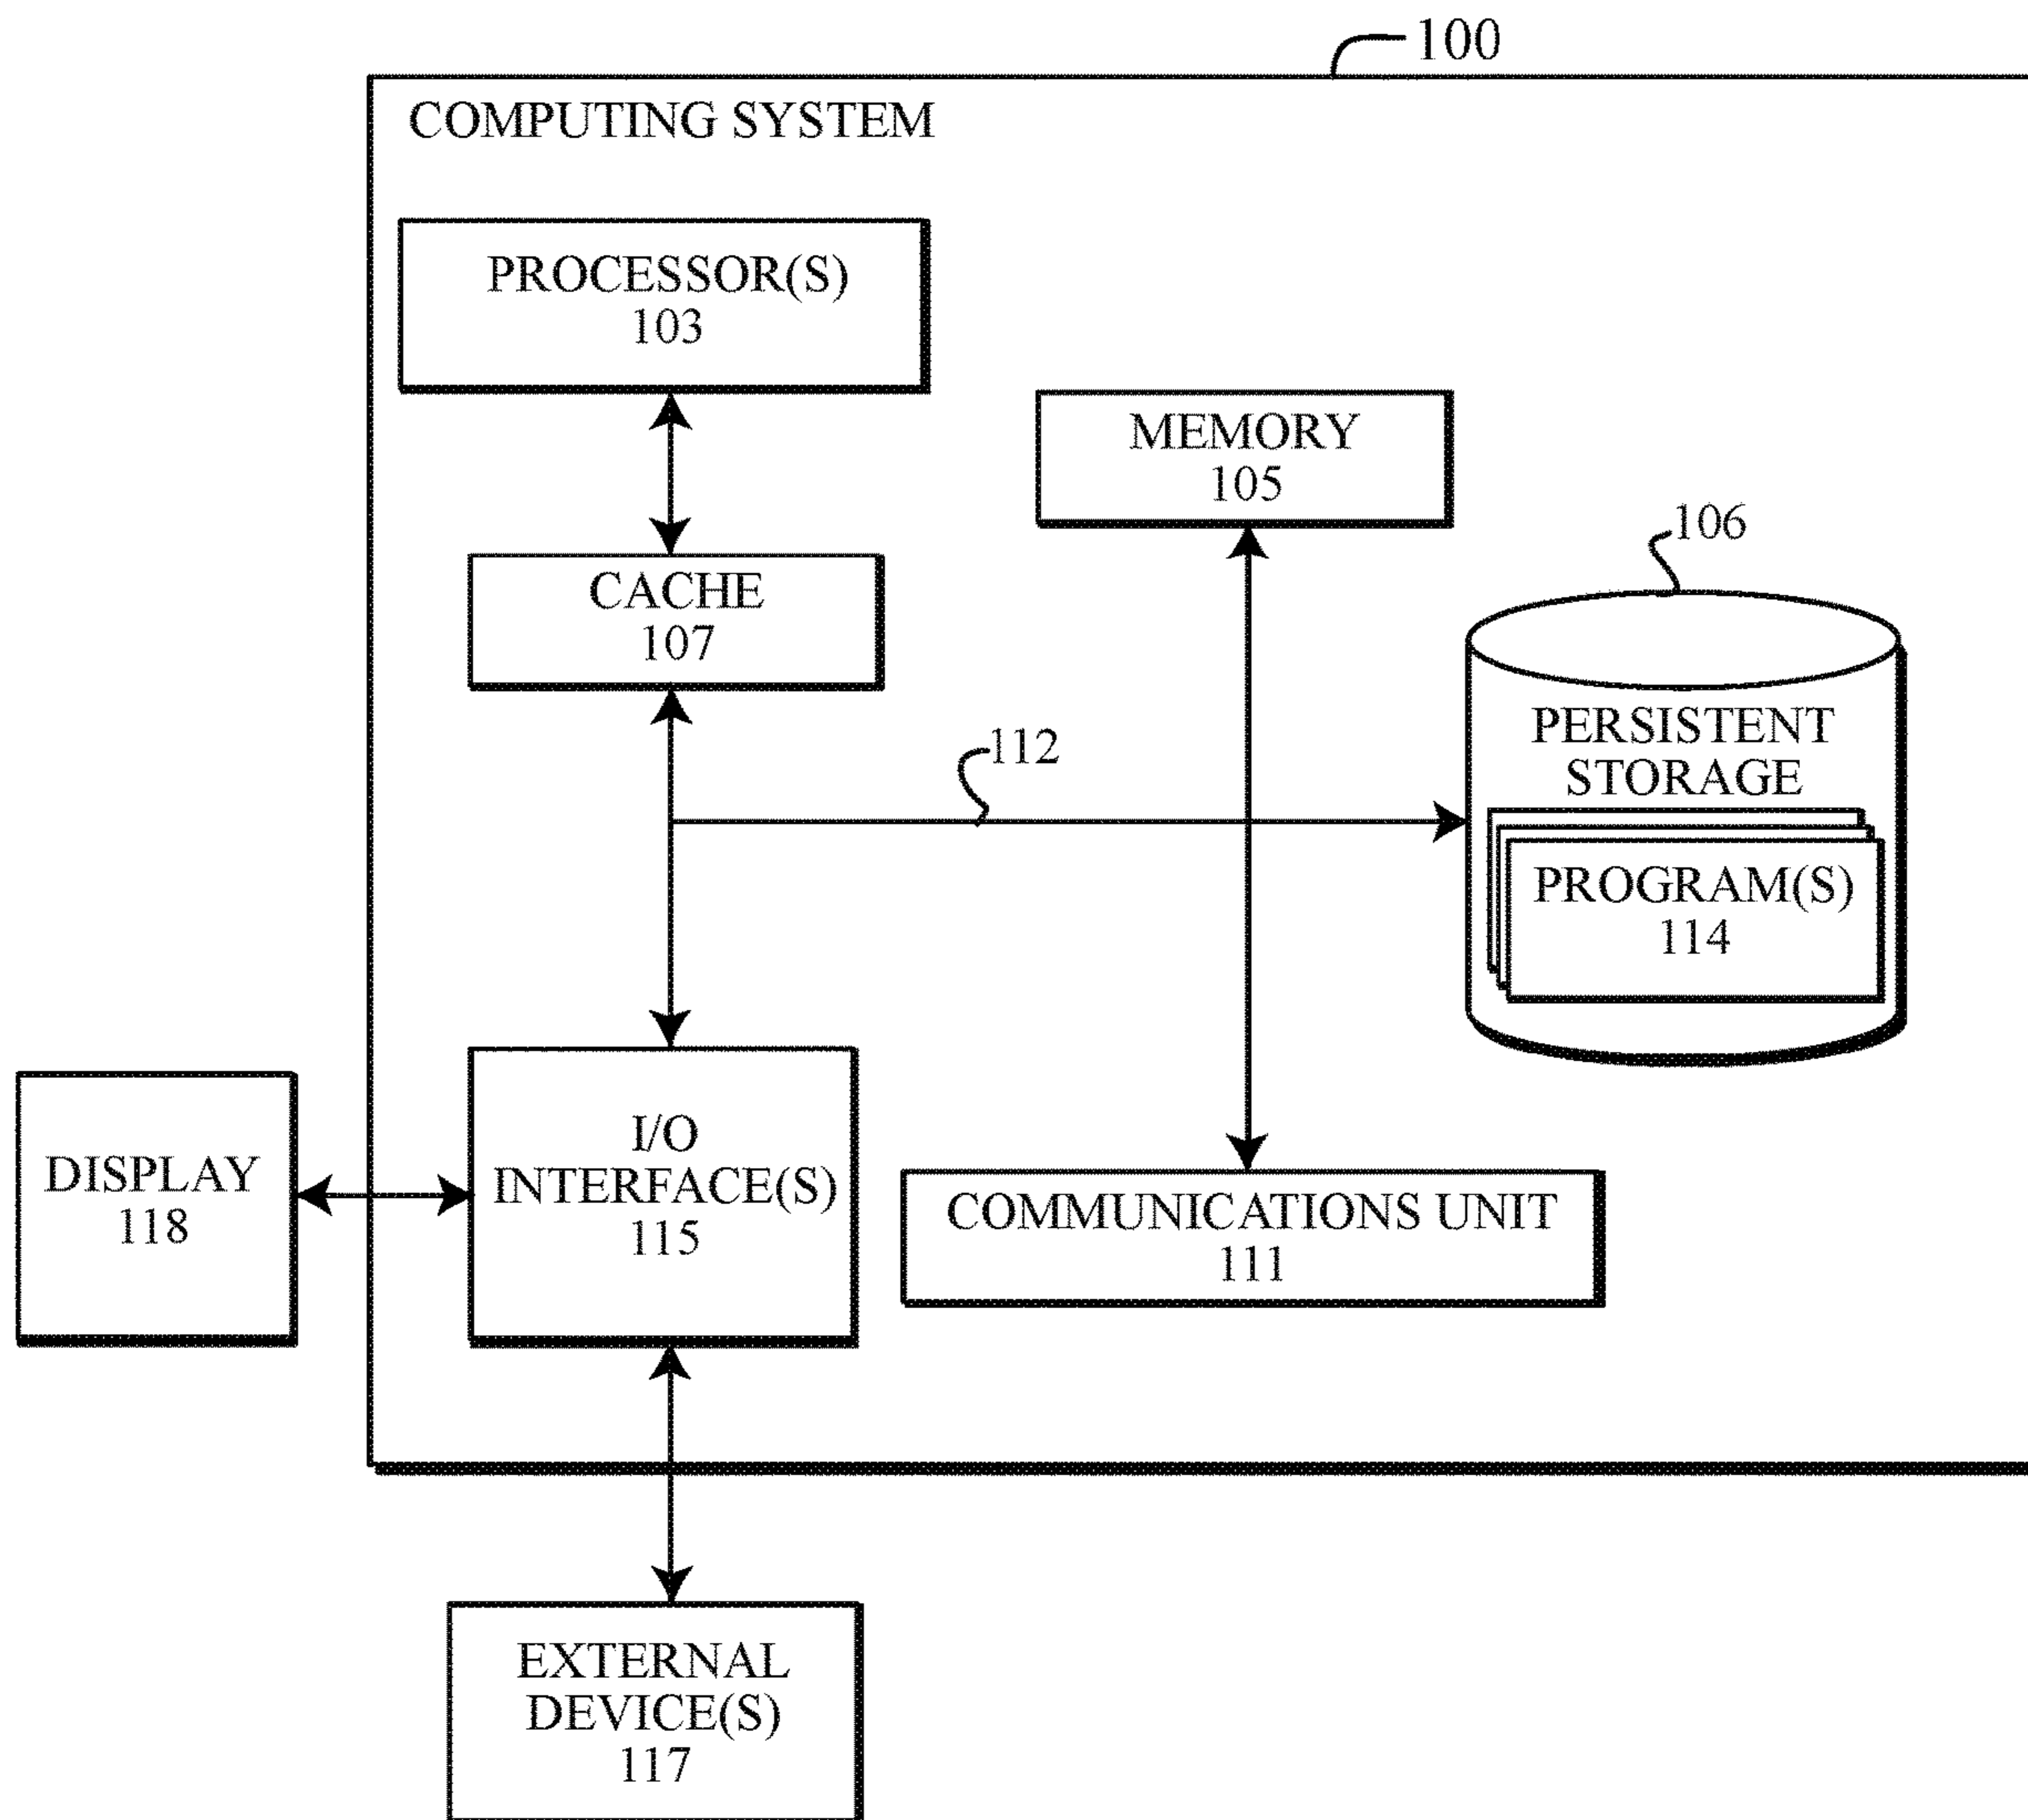 100
COMPUTING SYSTEM
PROCESSOR(S)
103
MEMORY
105
106
CACHE
107
112
PERSISTENT
STORAGE
PROGRAM(S)
114
DISPLAY
118
I/O
INTERFACE(S)
115
COMMUNICATIONS UNIT
111
EXTERNAL
DEVICE(S)
117